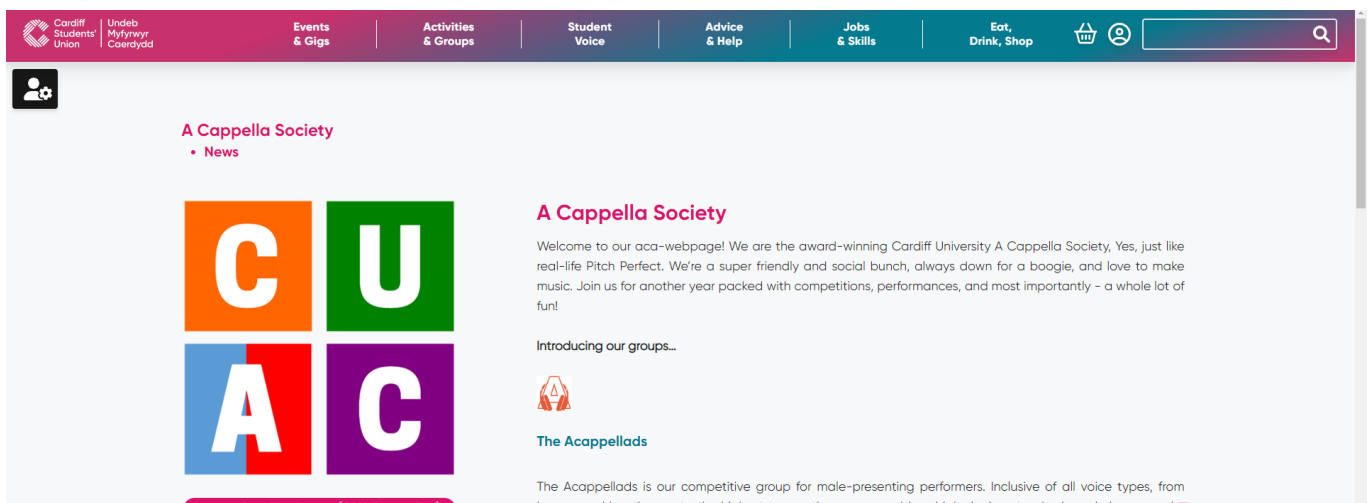 Cardiff Students' Union
Undeb Myfyrwyr Caerdydd
Events & Gigs
Activities & Groups
Student Voice
Advice & Help
Jobs & Skills
Eat, Drink, Shop
A Cappella Society
• News
C U
A C
A Cappella Society
Welcome to our aca-webpage! We are the award-winning Cardiff University A Cappella Society, Yes, just like
real-life Pitch Perfect. We're a super friendly and social bunch, always down for a boogie, and love to make
music. Join us for another year packed with competitions, performances, and most importantly - a whole lot of
fun!
Introducing our groups...
A
The Acappellads
The Acappellads is our competitive group for male-presenting performers. Inclusive of all voice types, from